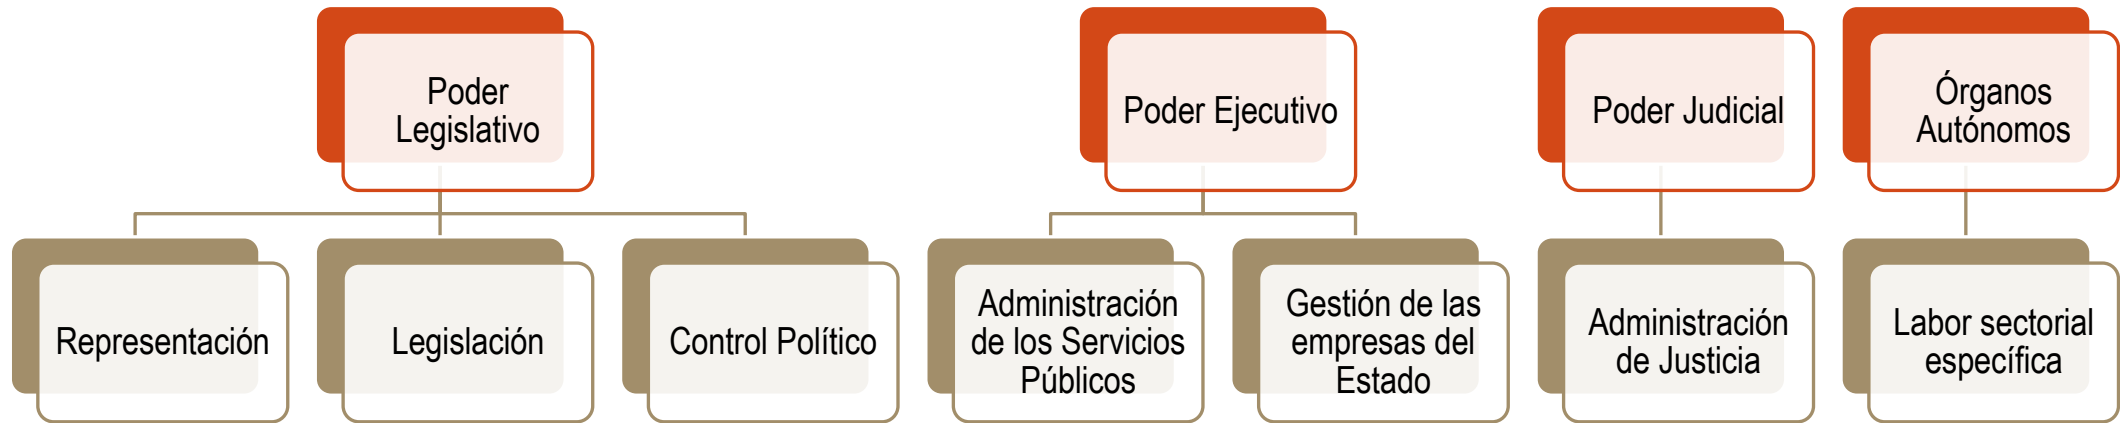 Poder
Legislativo
Poder Ejecutivo
Poder Judicial
Órganos
Autónomos
Representación
Legislación
Control Político
Administración
de los Servicios
Públicos
Gestión de las
empresas del
Estado
Administración
de Justicia
Labor sectorial
específica